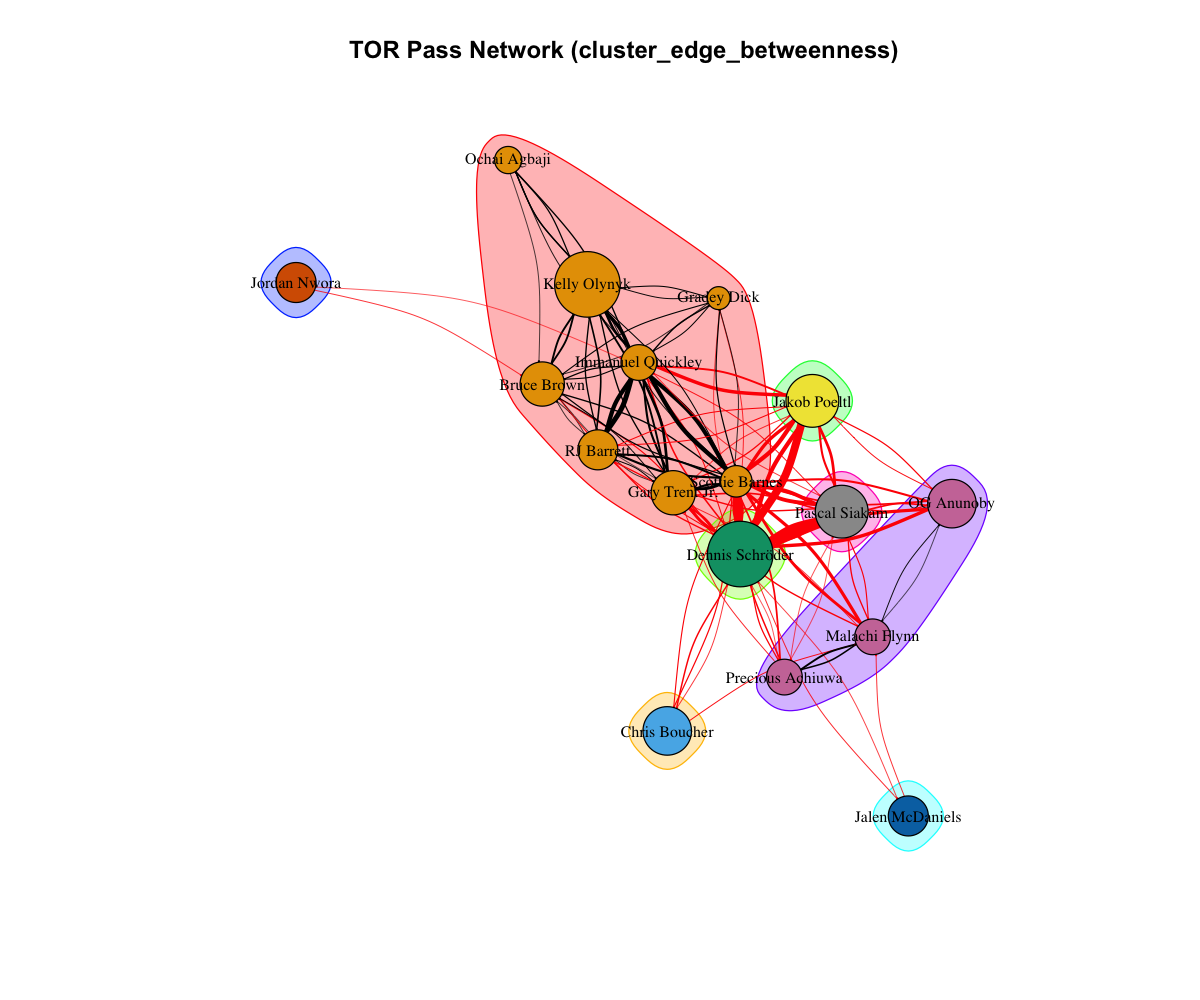 TOR Pass Network (cluster_edge_betweenness)
Ochai Agbaji
Jordan Nwora
Kelly Olynyk
Gradey Dick
Immanuel Quickley
Bruce Brown
Jakob Poeltl
RJ Barrett
Scottie Barnes
Gary Trent Jr.
OG Anunoby
Pascal Siakam
Dennis Schröder
Malachi Flynn
Precious Achiuwa
Chris Boucher
Jalen McDaniels